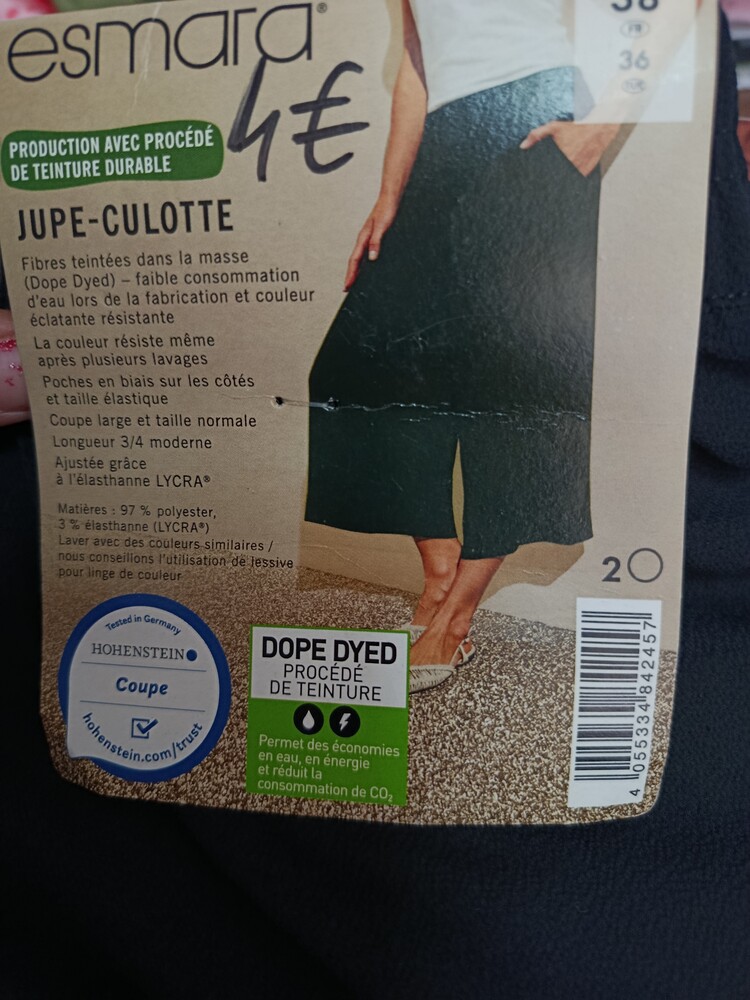 esmara®
4€
38
FR
36
PRODUCTION AVEC PROCÉDÉ
DE TEINTURE DURABLE
JUPE-CULOTTE
Fibres teintées dans la masse
(Dope Dyed) – faible consommation
d'eau lors de la fabrication et couleur
éclatante résistante
La couleur résiste même
après plusieurs lavages
Poches en biais sur les côtés
et taille élastique
Coupe large et taille normale
Longueur 3/4 moderne
Ajustée grâce
à l'élasthanne LYCRA®
Matières : 97 % polyester,
3 % élasthanne (LYCRA®)
Laver avec des couleurs similaires /
nous conseillons l'utilisation de lessive
pour linge de couleur
2
Tested in Germany
HOHENSTEIN
Coupe
hohenstein.com/trust
DOPE DYED
PROCÉDÉ
DE TEINTURE
Permet des économies
en eau, en énergie
et réduit la
consommation de CO₂
4 055334 842457